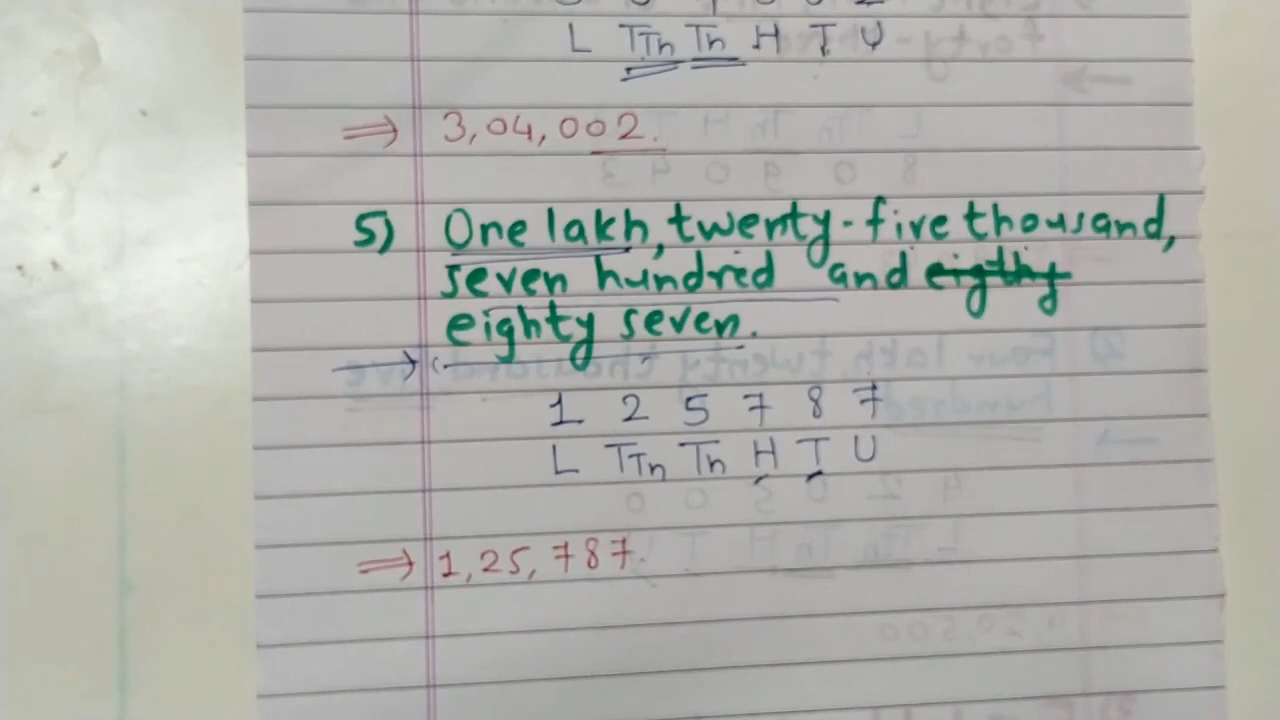 L TTh Th H T U
⇒ 3,04,002.
5) One lakh, twenty-five thousand,
seven hundred and eigthy
eighty seven.
→
1 2 5 7 8 7
L TTh Th H T U
⇒ 1,25,787.